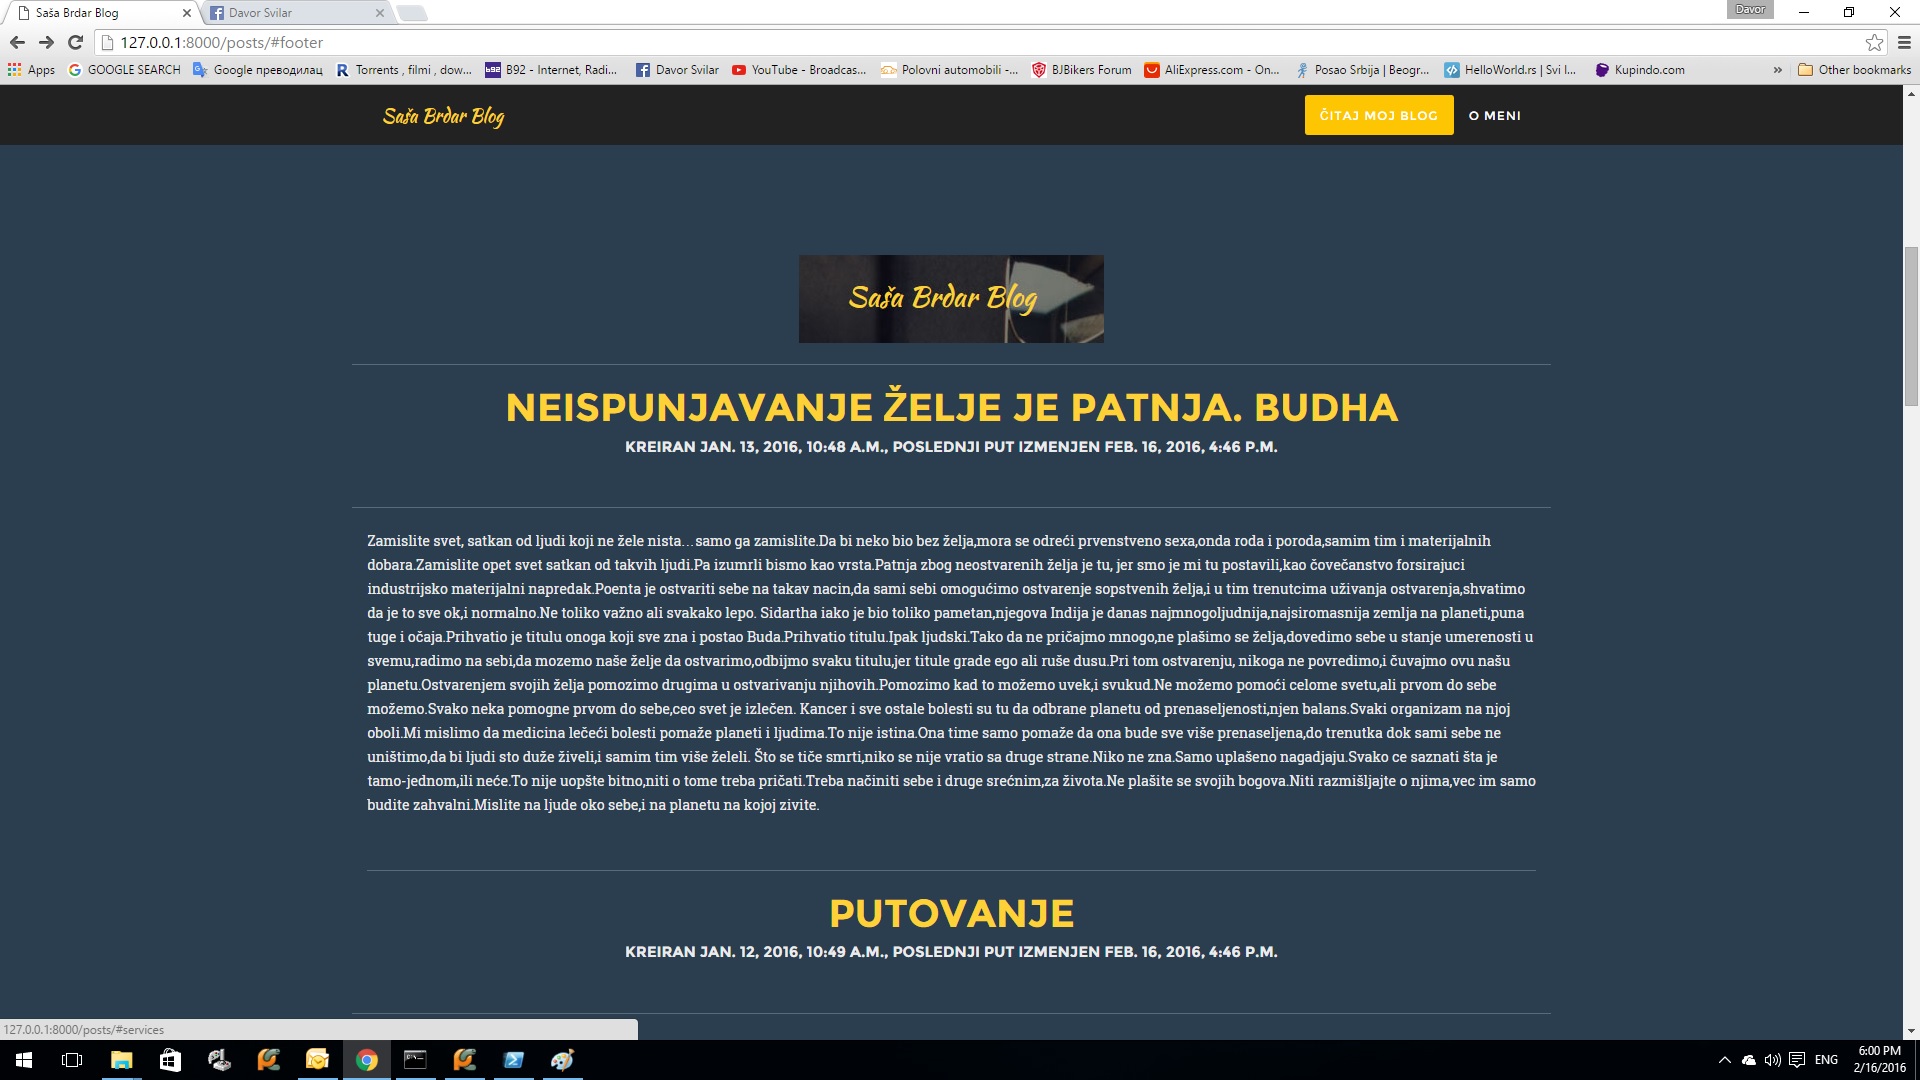 Saša Brdar Blog
Davor Svilar
Davor
127.0.0.1:8000/posts/#footer
Apps
GOOGLE SEARCH
Google преводилац
Torrents , filmi , dow...
B92 - Internet, Radi...
Davor Svilar
YouTube - Broadcas...
Polovni automobili -...
BJBikers Forum
AliExpress.com - On...
Posao Srbija | Beogr...
HelloWorld.rs | Svi I...
Kupindo.com
»
Other bookmarks
Saša Brdar Blog
ČITAJ MOJ BLOG
O MENI
Saša Brdar Blog
NEISPUNJAVANJE ŽELJE JE PATNJA. BUDHA
KREIRAN JAN. 13, 2016, 10:48 A.M., POSLEDNJI PUT IZMENJEN FEB. 16, 2016, 4:46 P.M.
Zamislite svet, satkan od ljudi koji ne žele nista...samo ga zamislite.Da bi neko bio bez želja,mora se odreći prvenstveno sexa,onda roda i poroda,samim tim i materijalnih
dobara.Zamislite opet svet satkan od takvih ljudi.Pa izumrli bismo kao vrsta.Patnja zbog neostvarenih želja je tu, jer smo je mi tu postavili,kao čovečanstvo forsirajuci
industrijsko materijalni napredak.Poenta je ostvariti sebe na takav nacin,da sami sebi omogućimo ostvarenje sopstvenih želja,i u tim trenutcima uživanja ostvarenja,shvatimo
da je to sve ok,i normalno.Ne toliko važno ali svakako lepo. Sidartha iako je bio toliko pametan,njegova Indija je danas najmnogoljudnija,najsiromasnija zemlja na planeti,puna
tuge i očaja.Prihvatio je titulu onoga koji sve zna i postao Buda.Prihvatio titulu.Ipak ljudski.Tako da ne pričajmo mnogo,ne plašimo se želja,dovedimo sebe u stanje umerenosti u
svemu,radimo na sebi,da mozemo naše želje da ostvarimo,odbijmo svaku titulu,jer titule grade ego ali ruše dusu.Pri tom ostvarenju, nikoga ne povredimo,i čuvajmo ovu našu
planetu.Ostvarenjem svojih želja pomozimo drugima u ostvarivanju njihovih.Pomozimo kad to možemo uvek,i svukud.Ne možemo pomoći celome svetu,ali prvom do sebe
možemo.Svako neka pomogne prvom do sebe,ceo svet je izlečen. Kancer i sve ostale bolesti su tu da odbrane planetu od prenaseljenosti,njen balans.Svaki organizam na njoj
oboli.Mi mislimo da medicina lečeći bolesti pomaže planeti i ljudima.To nije istina.Ona time samo pomaže da ona bude sve više prenaseljena,do trenutka dok sami sebe ne
uništimo,da bi ljudi sto duže živeli,i samim tim više želeli. Što se tiče smrti,niko se nije vratio sa druge strane.Niko ne zna.Samo uplašeno nagadjaju.Svako ce saznati šta je
tamo-jednom,ili neće.To nije uopšte bitno,niti o tome treba pričati.Treba načiniti sebe i druge srećnim,za života.Ne plašite se svojih bogova.Niti razmišljajte o njima,vec im samo
budite zahvalni.Mislite na ljude oko sebe,i na planetu na kojoj zivite.
PUTOVANJE
KREIRAN JAN. 12, 2016, 10:49 A.M., POSLEDNJI PUT IZMENJEN FEB. 16, 2016, 4:46 P.M.
127.0.0.1:8000/posts/#services
ENG
6:00 PM
2/16/2016